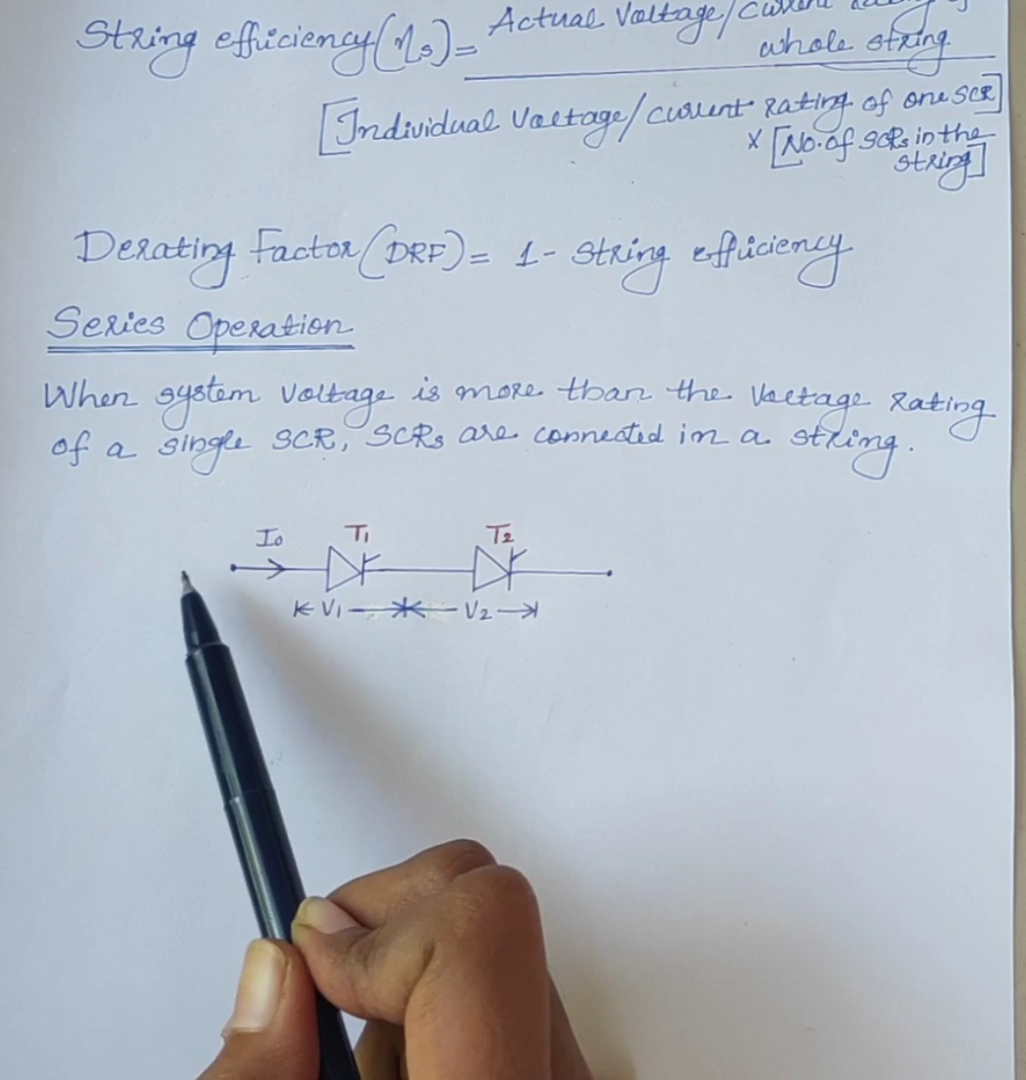 String efficiency(ηs)= Actual Voltage/current
whole string
[Individual Voltage/current Rating of one SCR]
x [No. of SCRs in the
string]
Derating Factor (DRF) = 1 - String efficiency
Series Operation
When system Voltage is more than the Voltage Rating
of a single SCR, SCRs are connected in a string.
Io T1 T2
V1 V2